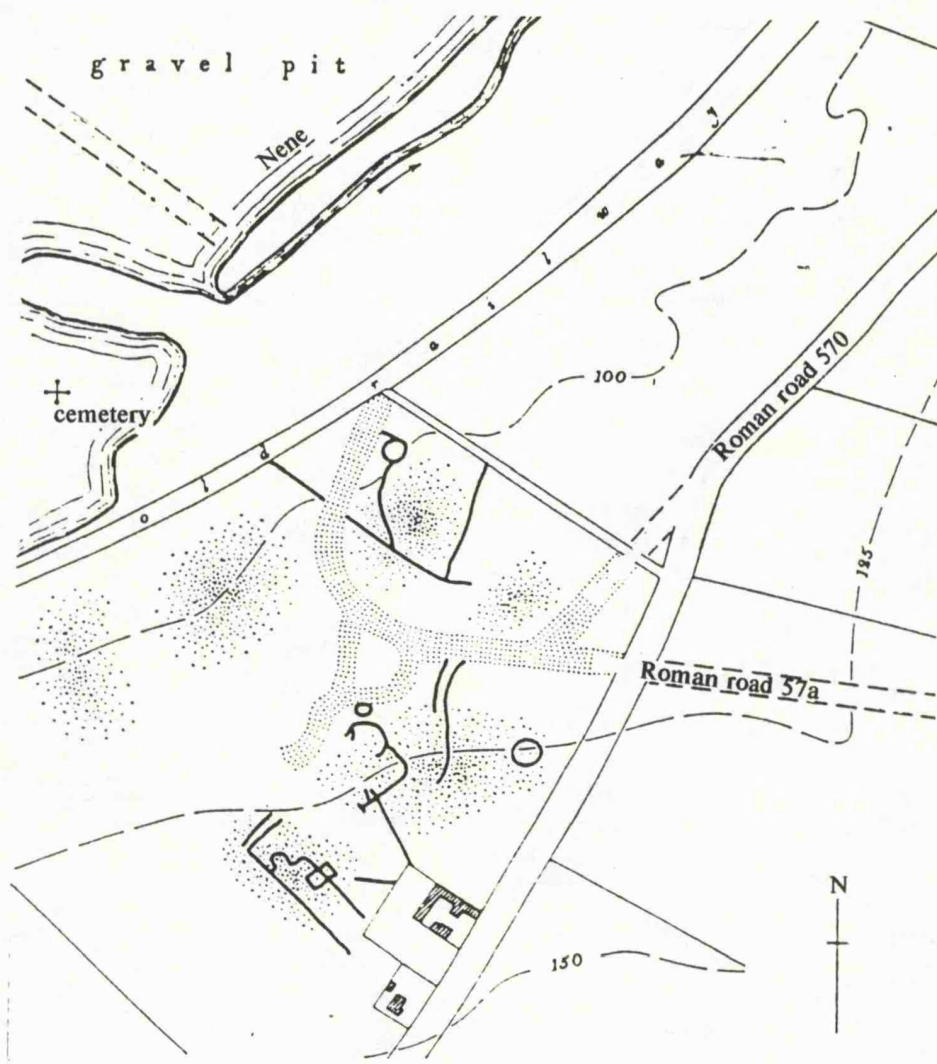 gravel pit
Nene
old railway
cemetery
100
Roman road 570
125
Roman road 57a
N
150